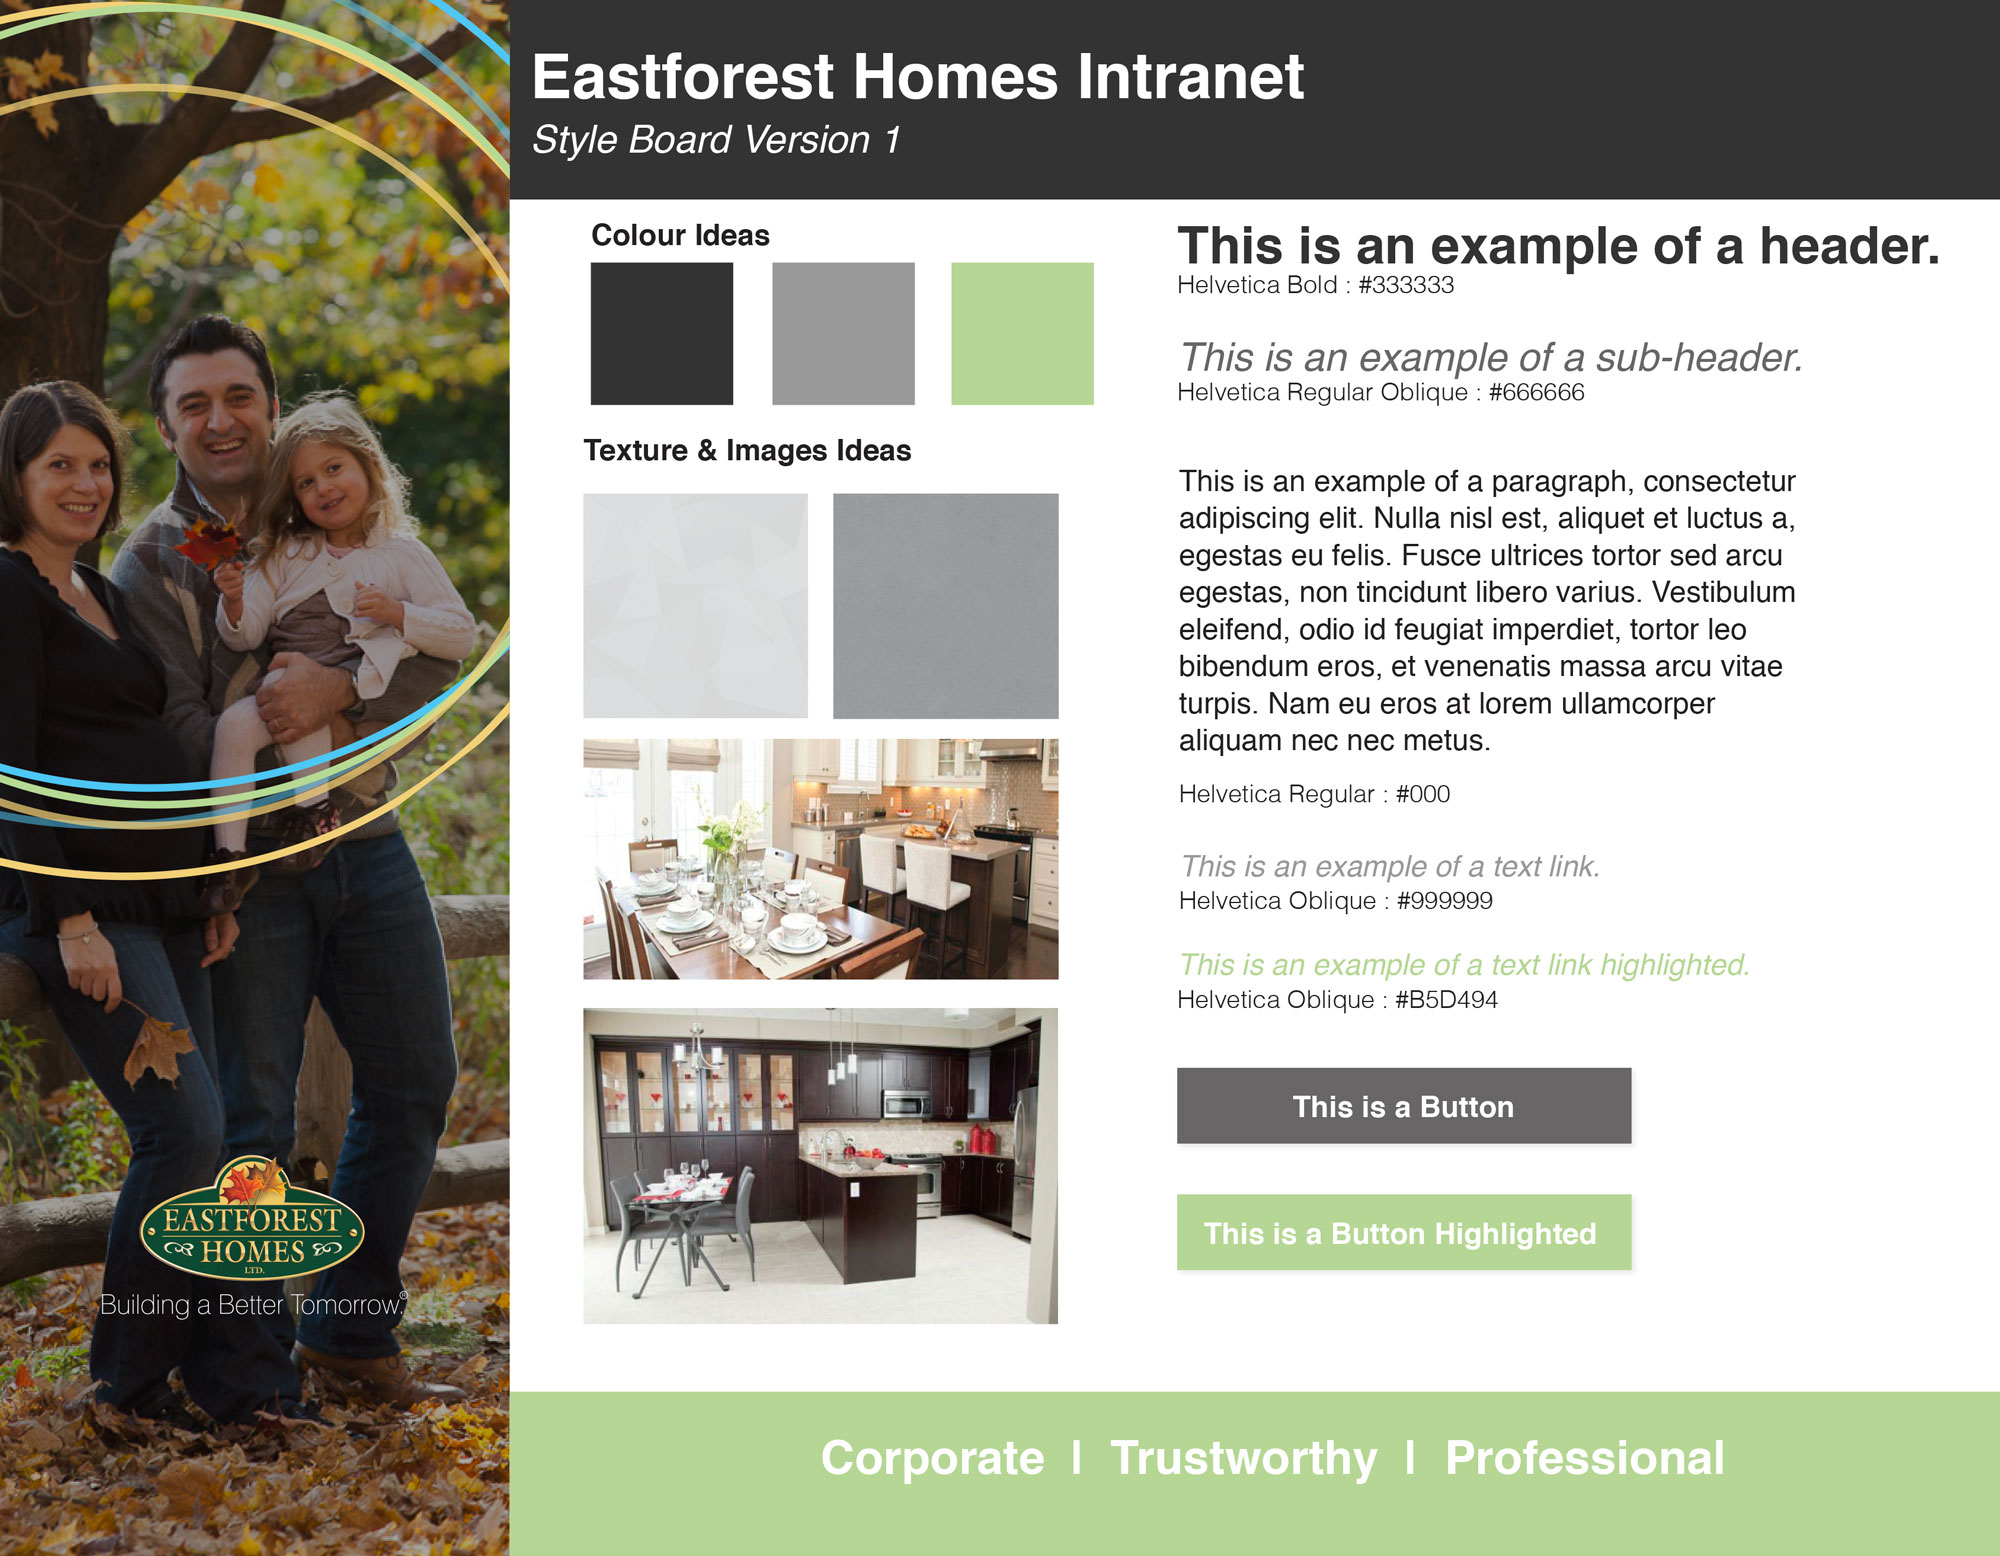 Eastforest Homes Intranet
Style Board Version 1
Colour Ideas
Texture & Images Ideas
This is an example of a header.
Helvetica Bold : #333333
This is an example of a sub-header.
Helvetica Regular Oblique : #666666
This is an example of a paragraph, consectetur
adipiscing elit. Nulla nisl est, aliquet et luctus a,
egestas eu felis. Fusce ultrices tortor sed arcu
egestas, non tincidunt libero varius. Vestibulum
eleifend, odio id feugiat imperdiet, tortor leo
bibendum eros, et venenatis massa arcu vitae
turpis. Nam eu eros at lorem ullamcorper
aliquam nec nec metus.
Helvetica Regular : #000
This is an example of a text link.
Helvetica Oblique : #999999
This is an example of a text link highlighted.
Helvetica Oblique : #B5D494
This is a Button
This is a Button Highlighted
EASTFOREST
HOMES
LTD.
Building a Better Tomorrow.®
Corporate | Trustworthy | Professional